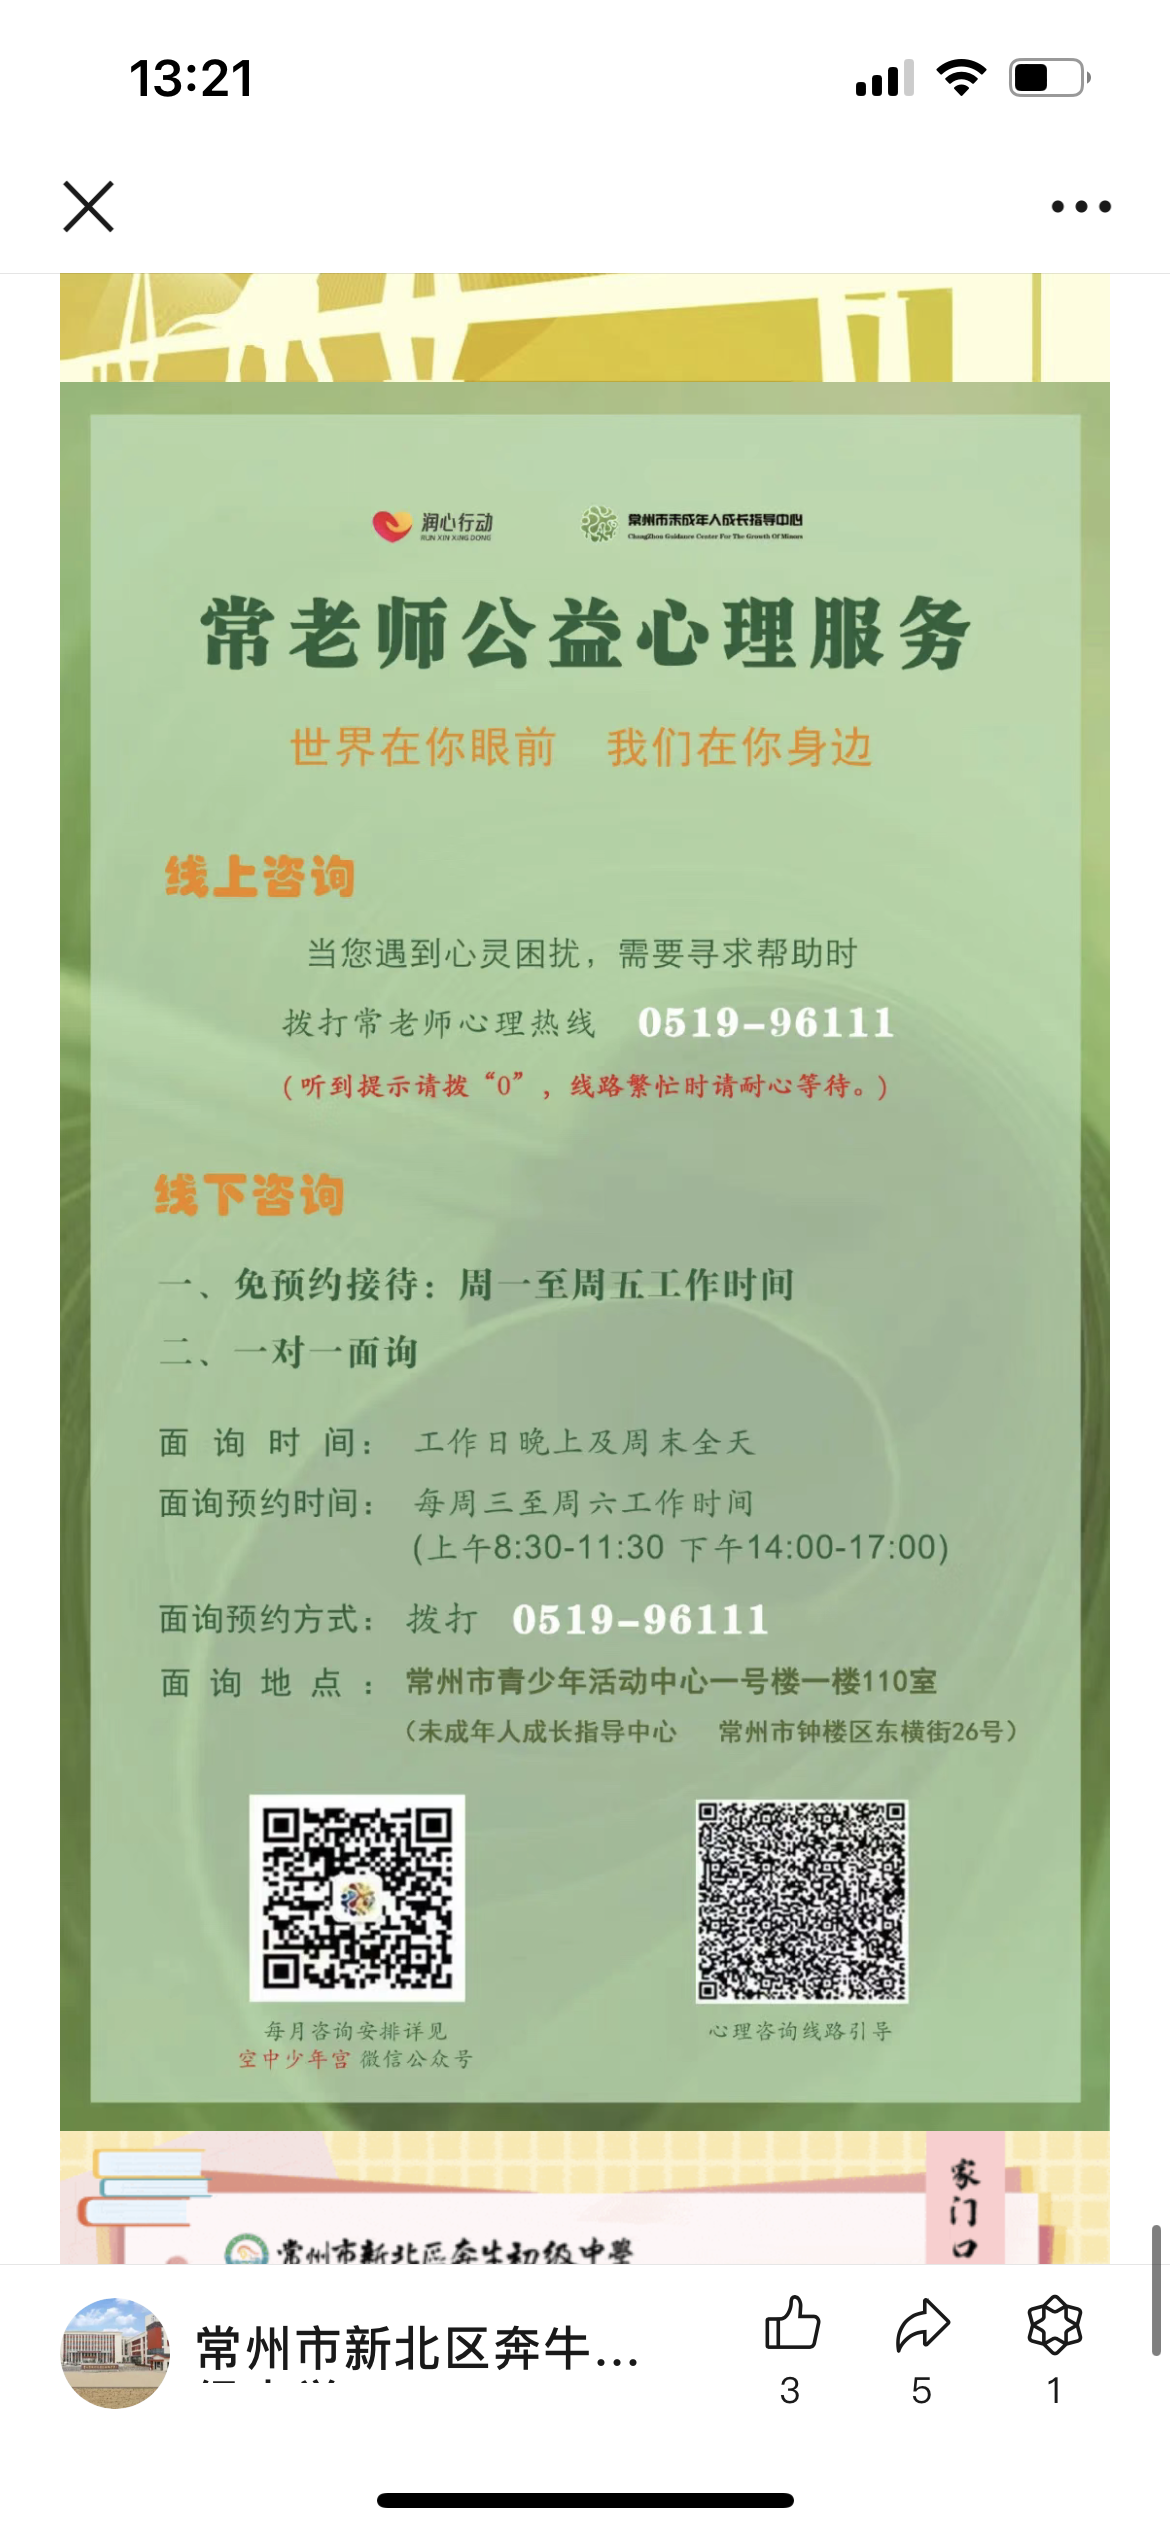 13:21
润心行动
RUN XIN XING DONG
常州市未成年人成长指导中心
ChangZhou Guidance Center For The Growth Of Minors
常老师公益心理服务
世界在你眼前 我们在你身边
线上咨询
当您遇到心灵困扰，需要寻求帮助时
拨打常老师心理热线 0519-96111
(听到提示请拨“0”，线路繁忙时请耐心等待。)
线下咨询
一、免预约接待：周一至周五工作时间
二、一对一面询
面询时间： 工作日晚上及周末全天
面询预约时间： 每周三至周六工作时间
(上午8:30-11:30 下午14:00-17:00)
面询预约方式： 拨打 0519-96111
面询地点： 常州市青少年活动中心一号楼一楼110室
（未成年人成长指导中心 常州市钟楼区东横街26号）
每月咨询安排详见
空中少年宫 微信公众号
心理咨询线路引导
家门口
常州市新北区奔牛初级中学
常州市新北区奔牛...
3
5
1